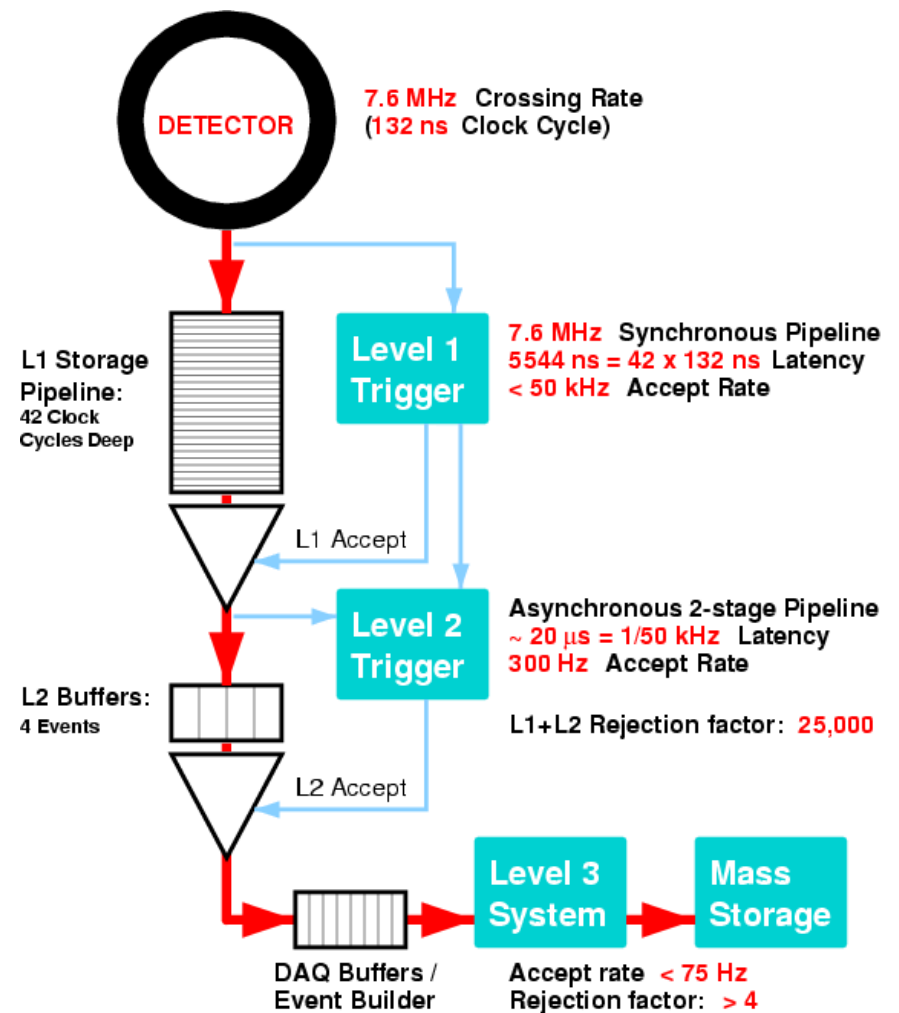 DETECTOR
7.6 MHz Crossing Rate
(132 ns Clock Cycle)
L1 Storage
Pipeline:
42 Clock
Cycles Deep
Level 1
Trigger
7.6 MHz Synchronous Pipeline
5544 ns = 42 x 132 ns Latency
< 50 kHz Accept Rate
L1 Accept
Level 2
Trigger
Asynchronous 2-stage Pipeline
~ 20 µs = 1/50 kHz Latency
300 Hz Accept Rate
L2 Buffers:
4 Events
L1+L2 Rejection factor: 25,000
L2 Accept
Level 3
System
Mass
Storage
DAQ Buffers /
Event Builder
Accept rate < 75 Hz
Rejection factor: > 4